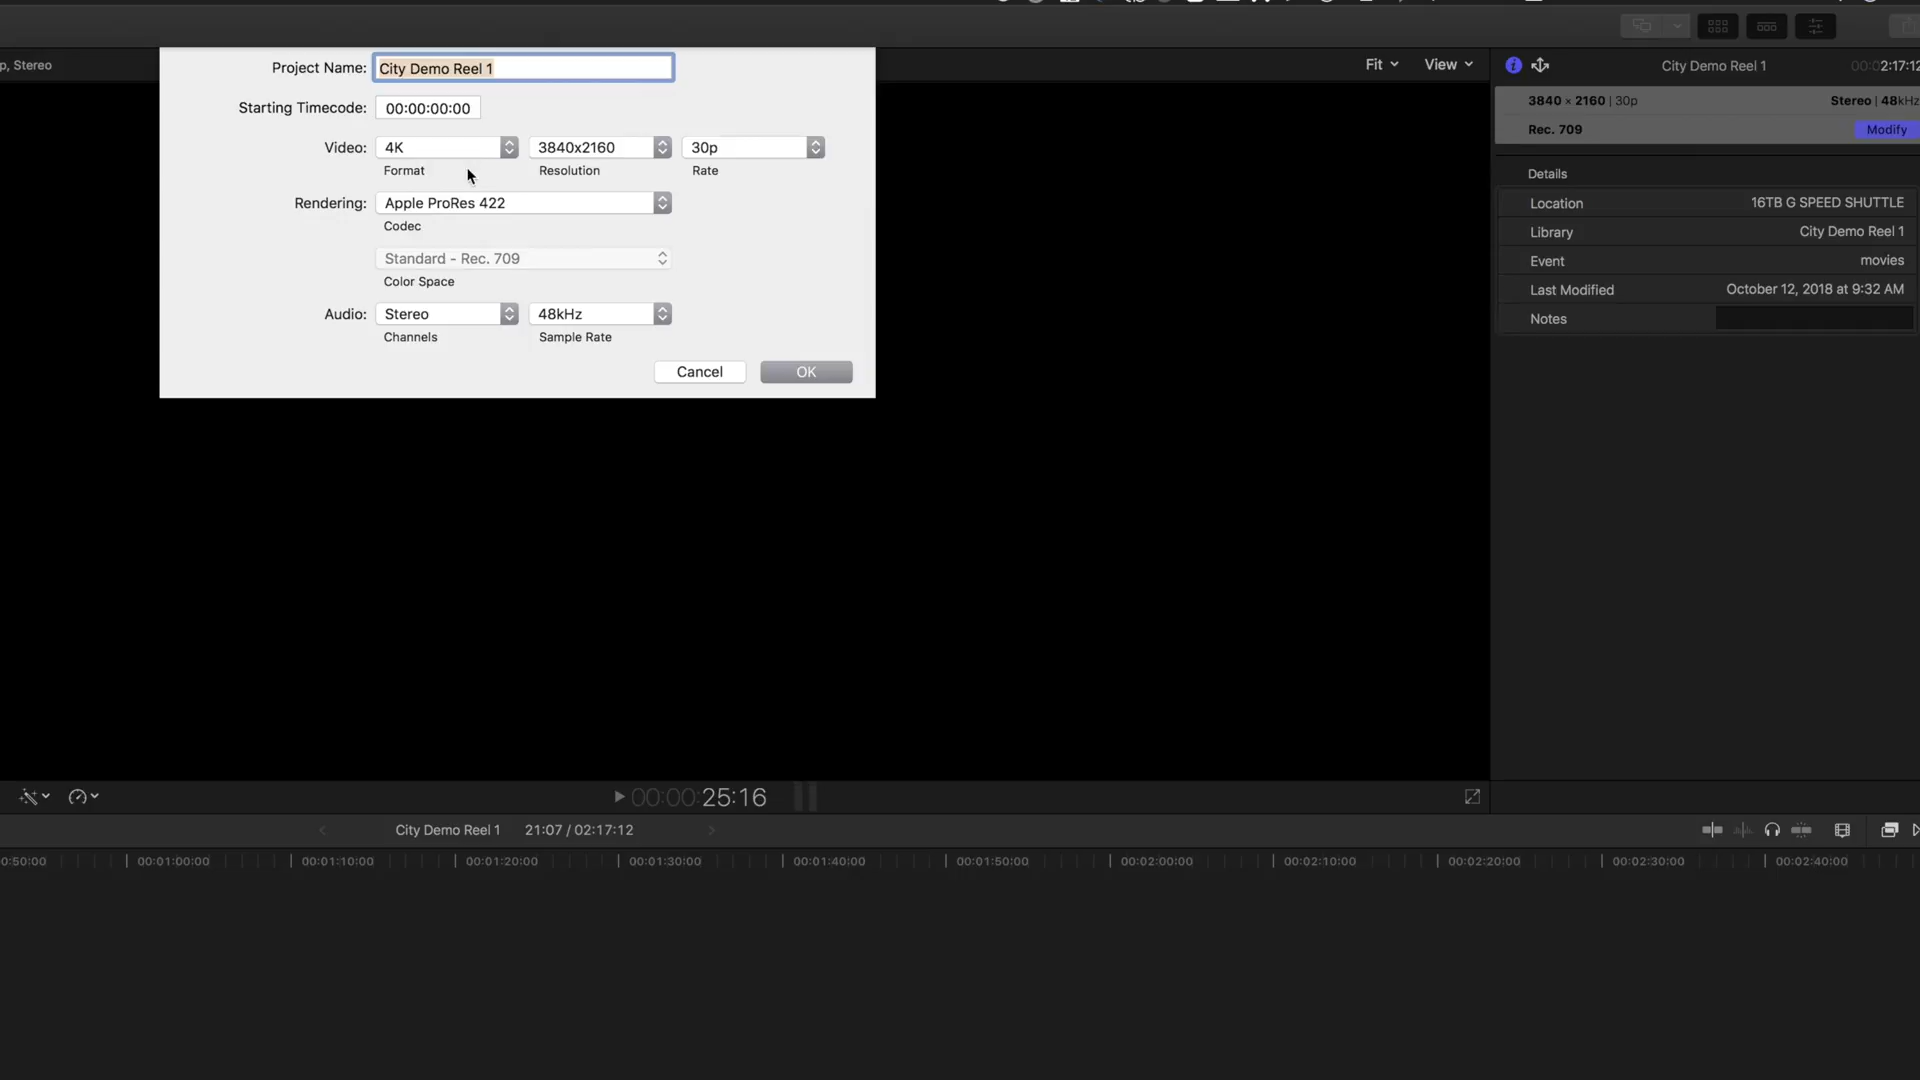 p, Stereo
Fit
View
City Demo Reel 1
00:02:17:12
Project Name: City Demo Reel 1
Starting Timecode: 00:00:00:00
Video: 4K 3840x2160 30p
Format Resolution Rate
Rendering: Apple ProRes 422
Codec
Standard - Rec. 709
Color Space
Audio: Stereo 48kHz
Channels Sample Rate
Cancel OK
3840 × 2160 | 30p Stereo | 48kHz
Rec. 709 Modify
Details
Location 16TB G SPEED SHUTTLE
Library City Demo Reel 1
Event movies
Last Modified October 12, 2018 at 9:32 AM
Notes
00:00:25:16
City Demo Reel 1 21:07 / 02:17:12
0:50:00 00:01:00:00 00:01:10:00 00:01:20:00 00:01:30:00 00:01:40:00 00:01:50:00 00:02:00:00 00:02:10:00 00:02:20:00 00:02:30:00 00:02:40:00